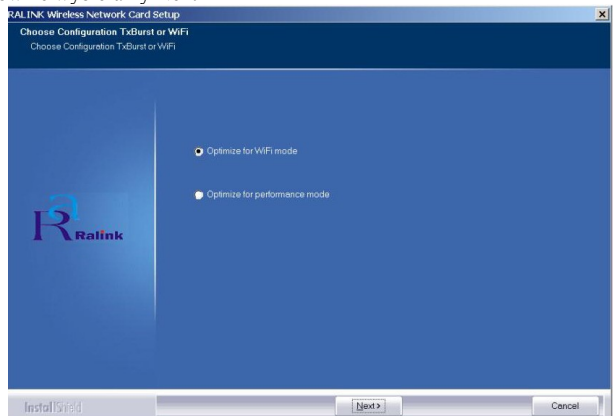 RALINK Wireless Network Card Setup
Choose Configuration TxBurst or WiFi
Choose Configuration TxBurst or WiFi
Optimize for WiFi mode
Optimize for performance mode
Ralink
InstallShield
Next >
Cancel